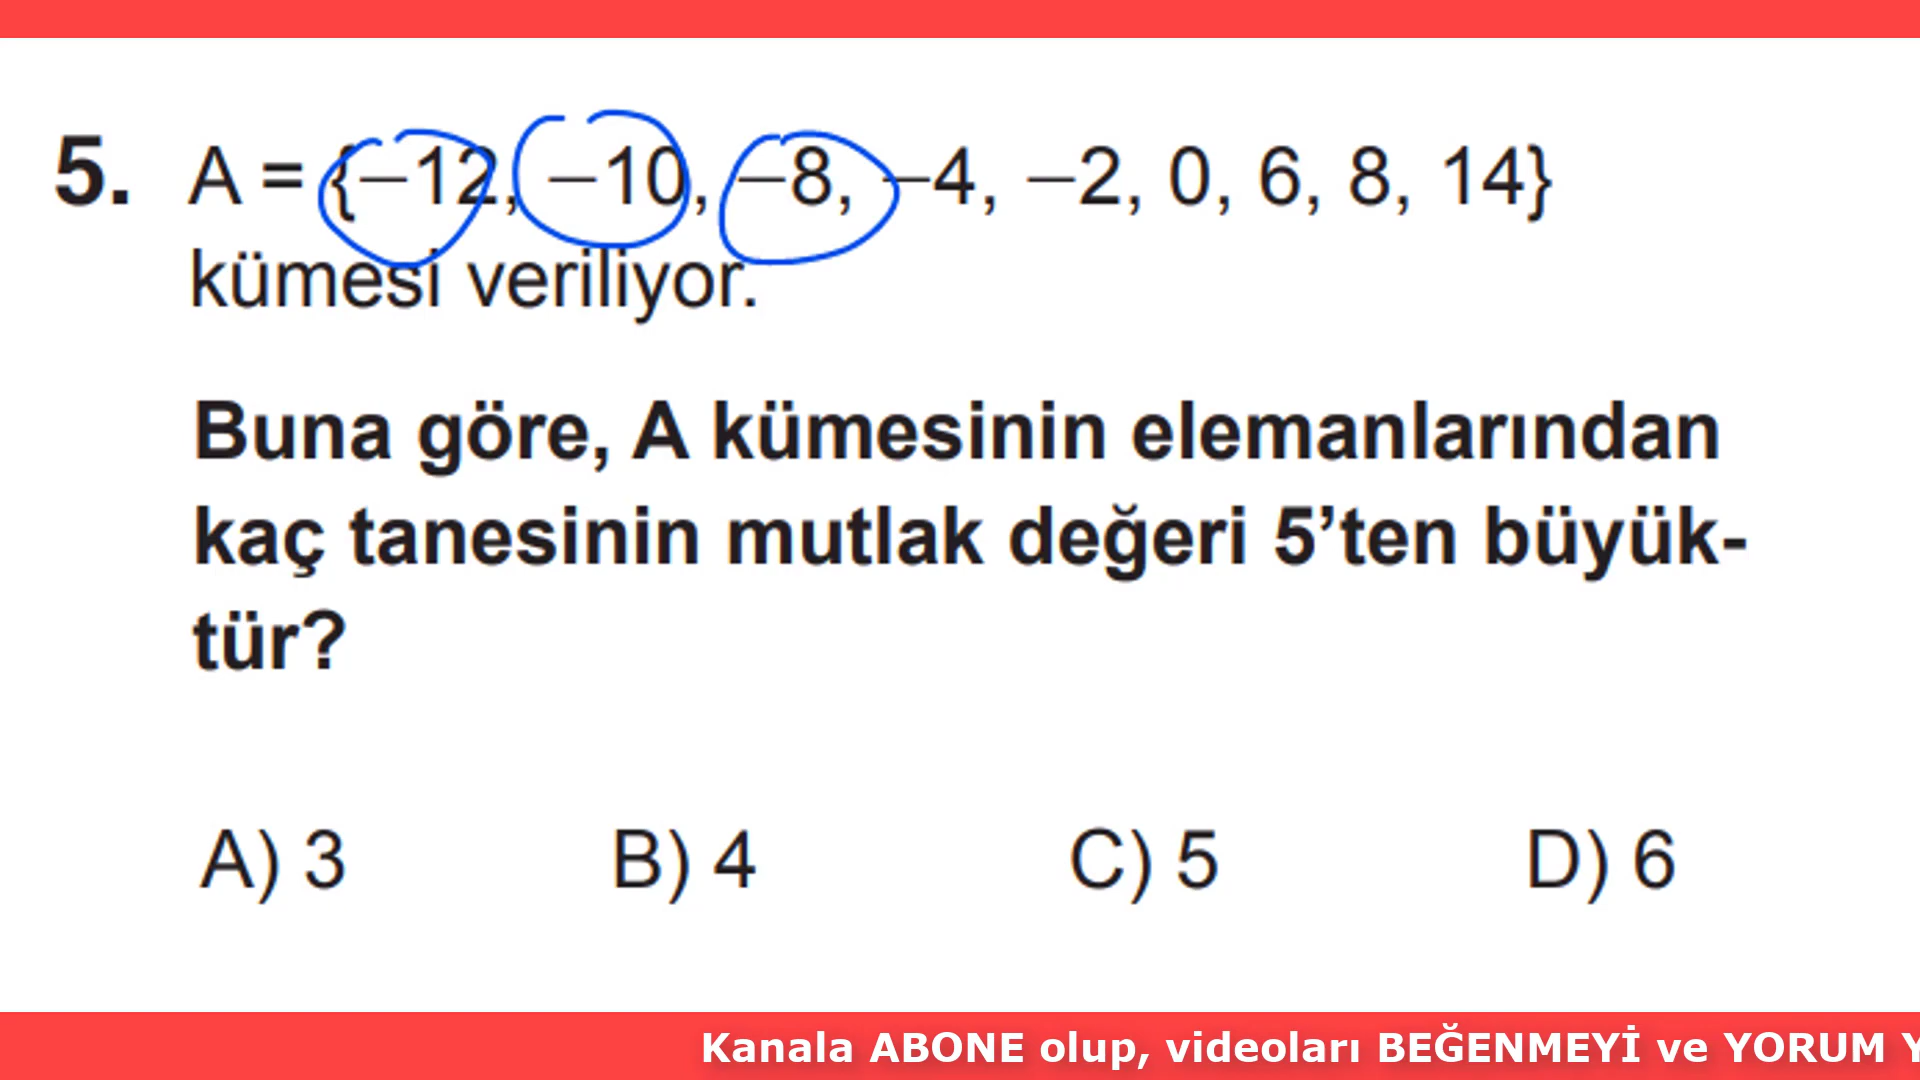 5. A = {−12, −10, −8, −4, −2, 0, 6, 8, 14}
kümesi veriliyor.
Buna göre, A kümesinin elemanlarından
kaç tanesinin mutlak değeri 5’ten büyük-
tür?
A) 3 B) 4 C) 5 D) 6
Kanala ABONE olup, videoları BEĞENMEYİ ve YORUM